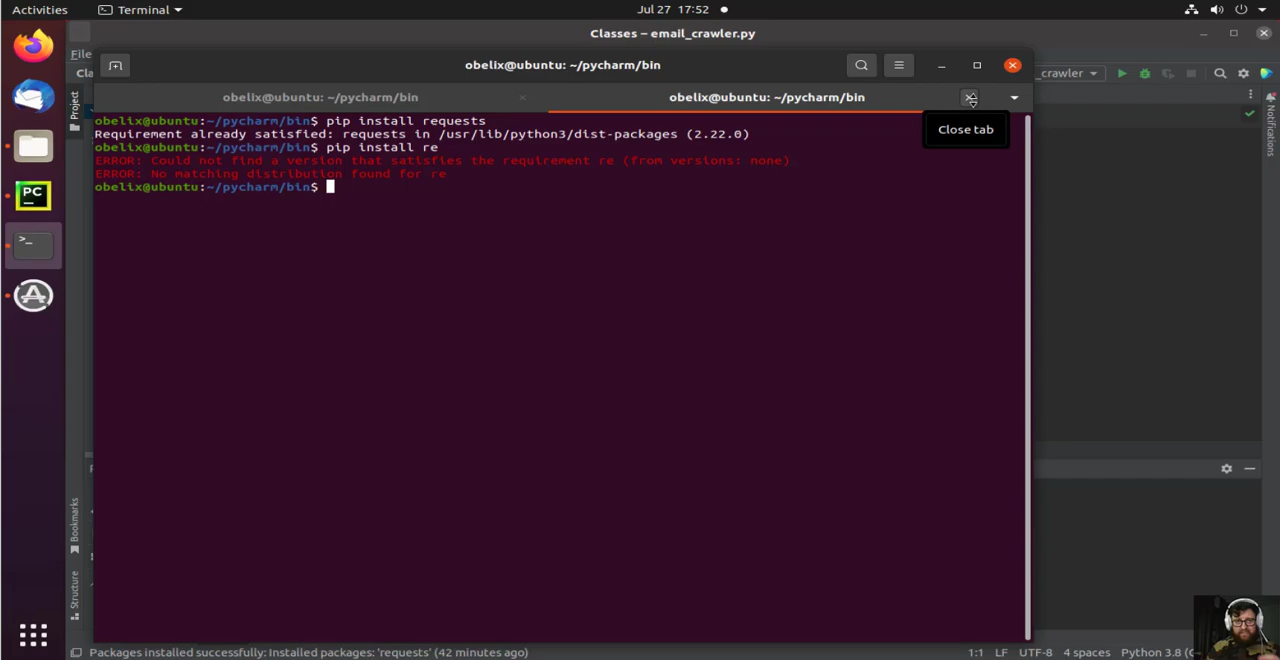 Activities
Terminal
Jul 27 17:52
Classes – email_crawler.py
File
obelix@ubuntu: ~/pycharm/bin
_crawler
obelix@ubuntu: ~/pycharm/bin
obelix@ubuntu: ~/pycharm/bin
Project
Notifications
Close tab
obelix@ubuntu:~/pycharm/bin$ pip install requests
Requirement already satisfied: requests in /usr/lib/python3/dist-packages (2.22.0)
obelix@ubuntu:~/pycharm/bin$ pip install re
ERROR: Could not find a version that satisfies the requirement re (from versions: none)
ERROR: No matching distribution found for re
obelix@ubuntu:~/pycharm/bin$
PC
Bookmarks
Structure
Packages installed successfully: Installed packages: 'requests' (42 minutes ago)
1:1 LF UTF-8 4 spaces Python 3.8 (